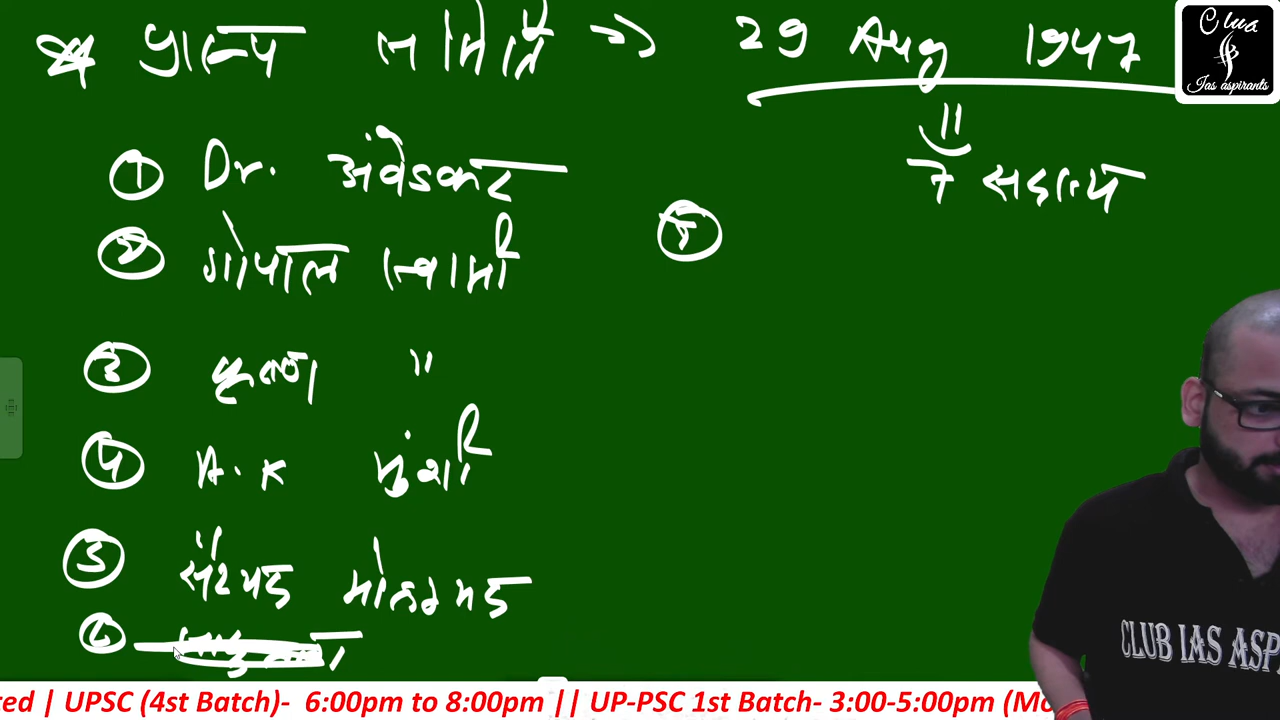 प्रारूप समिति ⇒ 29 Aug 1947
7 सदस्य
① Dr. अंबेडकर
② गोपाल स्वामी
③ कृष्णा "
④ A.K मुंशी
⑤ सैय्यद मोहम्मद
⑥
⑦
Club
Ias aspirants
CLUB IAS ASP
ed | UPSC (4st Batch)- 6:00pm to 8:00pm || UP-PSC 1st Batch- 3:00-5:00pm (Mo